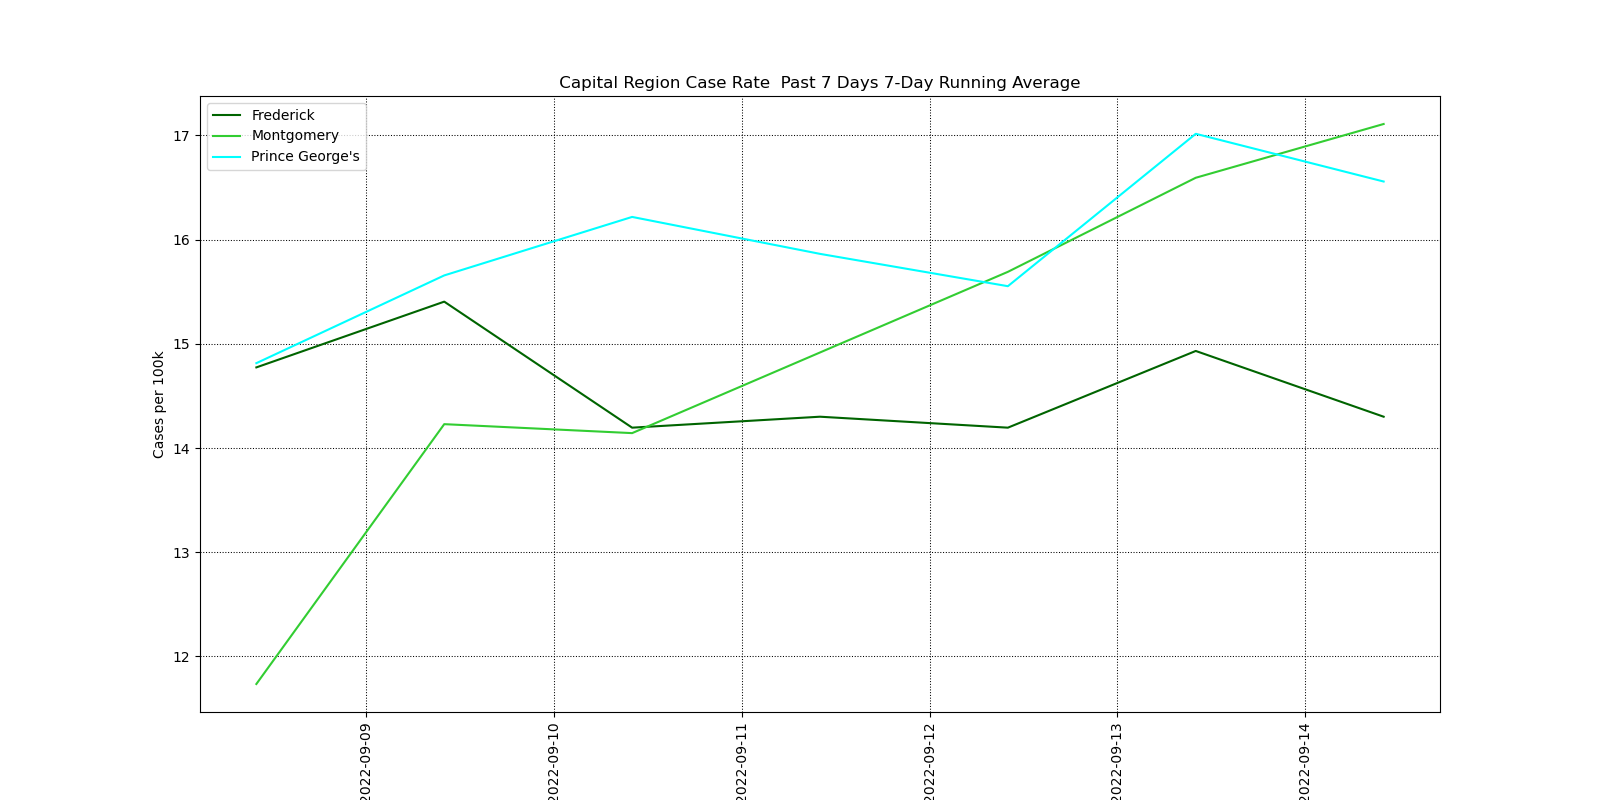 Capital Region Case Rate  Past 7 Days 7-Day Running Average
Frederick
Montgomery
Prince George's
17
16
15
14
13
12
Cases per 100k
2022-09-09
2022-09-10
2022-09-11
2022-09-12
2022-09-13
2022-09-14